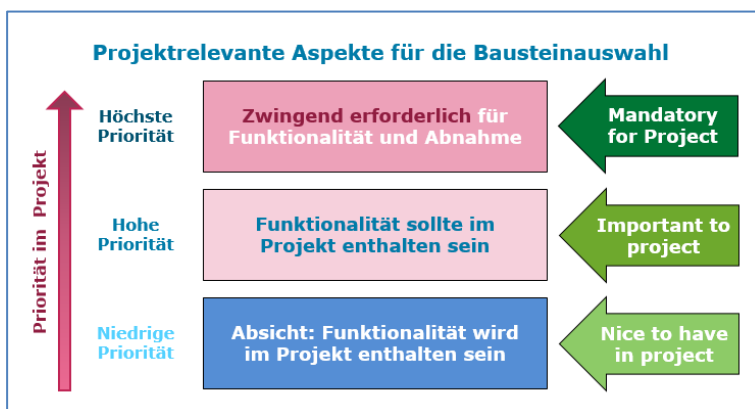 Projektrelevante Aspekte für die Bausteinauswahl
Priorität im Projekt
Höchste
Priorität
Zwingend erforderlich für
Funktionalität und Abnahme
Mandatory
for Project
Hohe
Priorität
Funktionalität sollte im
Projekt enthalten sein
Important to
project
Niedrige
Priorität
Absicht: Funktionalität wird
im Projekt enthalten sein
Nice to have
in project